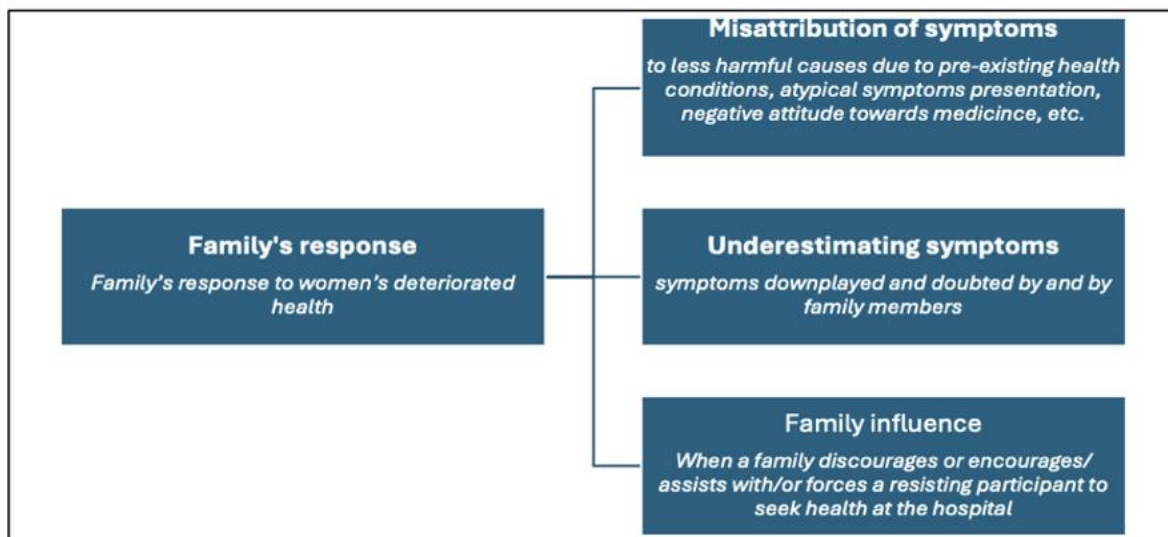 Misattribution of symptoms
to less harmful causes due to pre-existing health
conditions, atypical symptoms presentation,
negative attitude towards medicince, etc.
Family's response
Family's response to women's deteriorated
health
Underestimating symptoms
symptoms downplayed and doubted by and by
family members
Family influence
When a family discourages or encourages/
assists with/or forces a resisting participant to
seek health at the hospital